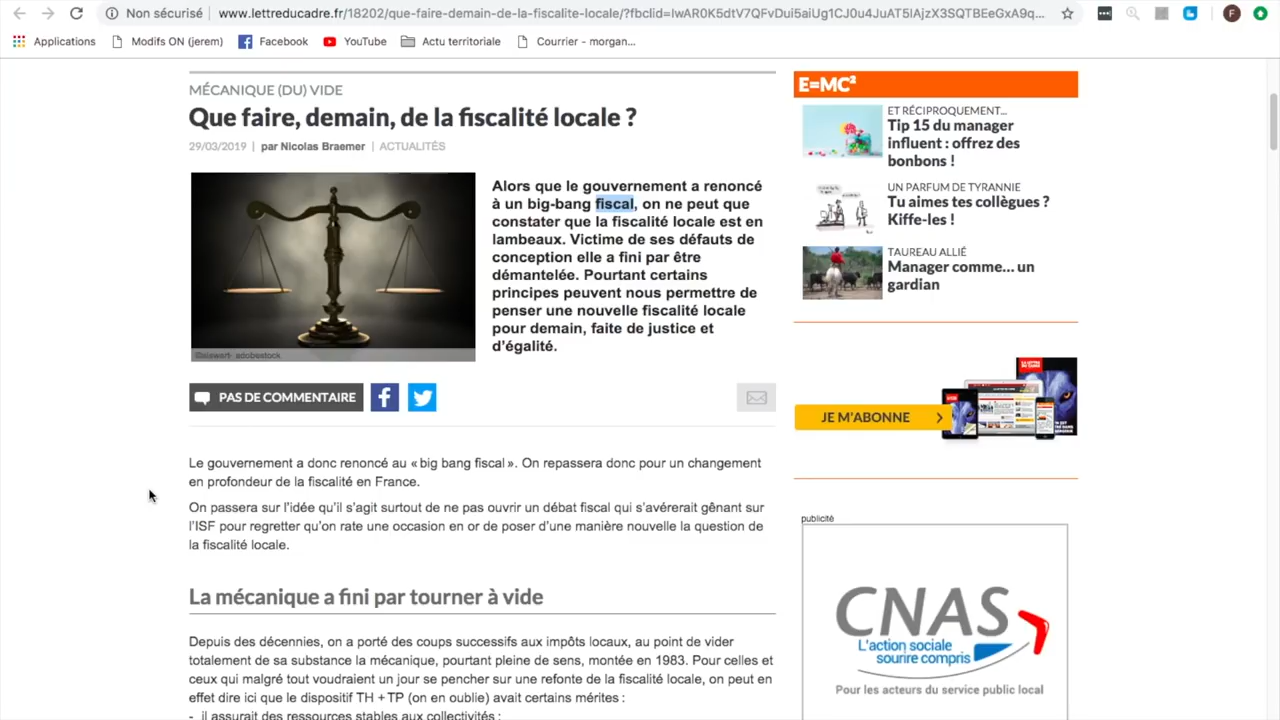 Non sécurisé
www.lettreducadre.fr/18202/que-faire-demain-de-la-fiscalite-locale/?fbclid=IwAR0K5dtV7QFvDui5aiUg1CJ0u4JuAT5lAjzX3SQTBEeGxA9q...
F
Applications
Modifs ON (jerem)
Facebook
YouTube
Actu territoriale
Courrier - morgan...
MÉCANIQUE (DU) VIDE
Que faire, demain, de la fiscalité locale ?
29/03/2019 | par Nicolas Braemer | ACTUALITÉS
Alors que le gouvernement a renoncé
à un big-bang fiscal, on ne peut que
constater que la fiscalité locale est en
lambeaux. Victime de ses défauts de
conception elle a fini par être
démantelée. Pourtant certains
principes peuvent nous permettre de
penser une nouvelle fiscalité locale
pour demain, faite de justice et
d'égalité.
PAS DE COMMENTAIRE
Le gouvernement a donc renoncé au « big bang fiscal ». On repassera donc pour un changement
en profondeur de la fiscalité en France.
On passera sur l'idée qu'il s'agit surtout de ne pas ouvrir un débat fiscal qui s'avérerait gênant sur
l'ISF pour regretter qu'on rate une occasion en or de poser d'une manière nouvelle la question de
la fiscalité locale.
La mécanique a fini par tourner à vide
Depuis des décennies, on a porté des coups successifs aux impôts locaux, au point de vider
totalement de sa substance la mécanique, pourtant pleine de sens, montée en 1983. Pour celles et
ceux qui malgré tout voudraient un jour se pencher sur une refonte de la fiscalité locale, on peut en
effet dire ici que le dispositif TH + TP (on en oublie) avait certains mérites :
- il assurait des ressources stables aux collectivités ;
E=MC²
ET RÉCIPROQUEMENT...
Tip 15 du manager
influent : offrez des
bonbons !
UN PARFUM DE TYRANNIE
Tu aimes tes collègues ?
Kiffe-les !
TAUREAU AILLIÉ
Manager comme... un
gardian
JE M'ABONNE
publicité
CNAS
L'action sociale
sourire compris
Pour les acteurs du service public local